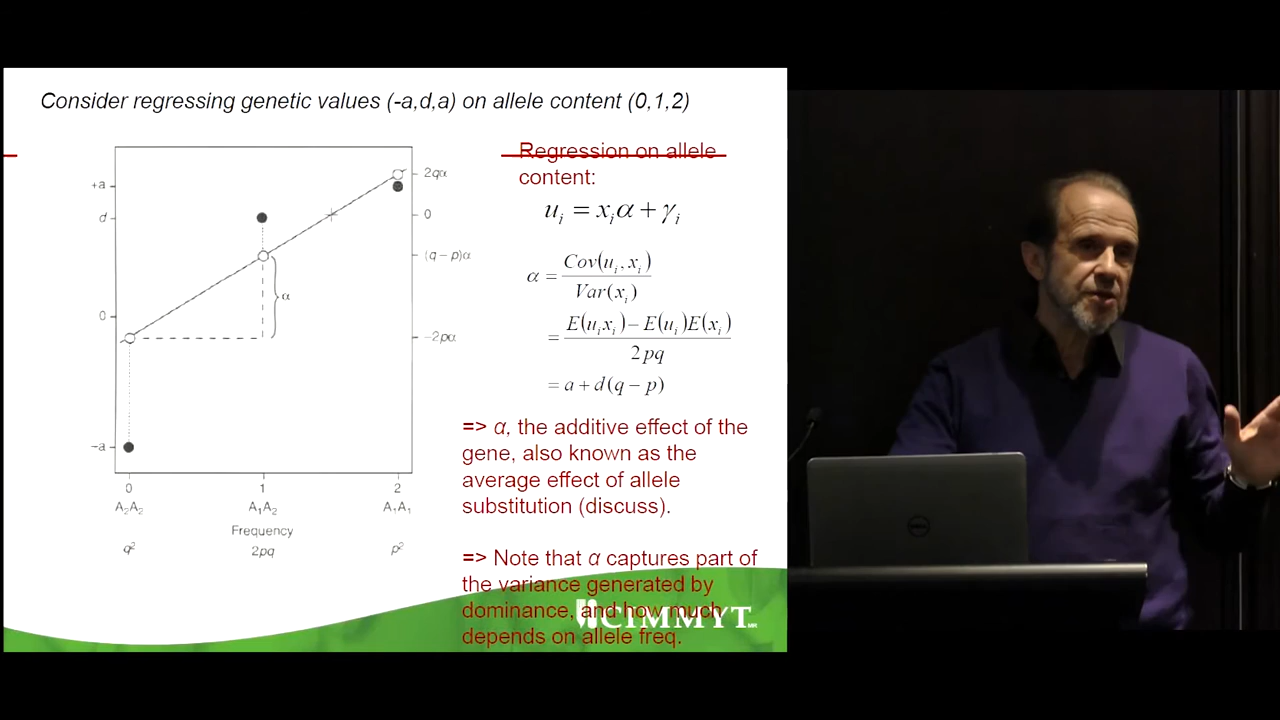 Consider regressing genetic values (-a,d,a) on allele content (0,1,2)
+a
d
0
−a
2qα
0
(q − p)α
−2pα
α
0 1 2
A₂A₂ A₁A₂ A₁A₁
Frequency
q² 2pq p²
Regression on allele
content:
uᵢ = xᵢα + γᵢ
α = Cov(uᵢ, xᵢ) / Var(xᵢ)
= E(uᵢxᵢ) − E(uᵢ)E(xᵢ) / 2pq
= a + d(q − p)
=> α, the additive effect of the
gene, also known as the
average effect of allele
substitution (discuss).
=> Note that α captures part of
the variance generated by
dominance, and how much
depends on allele freq.
CIMMYT
DELL